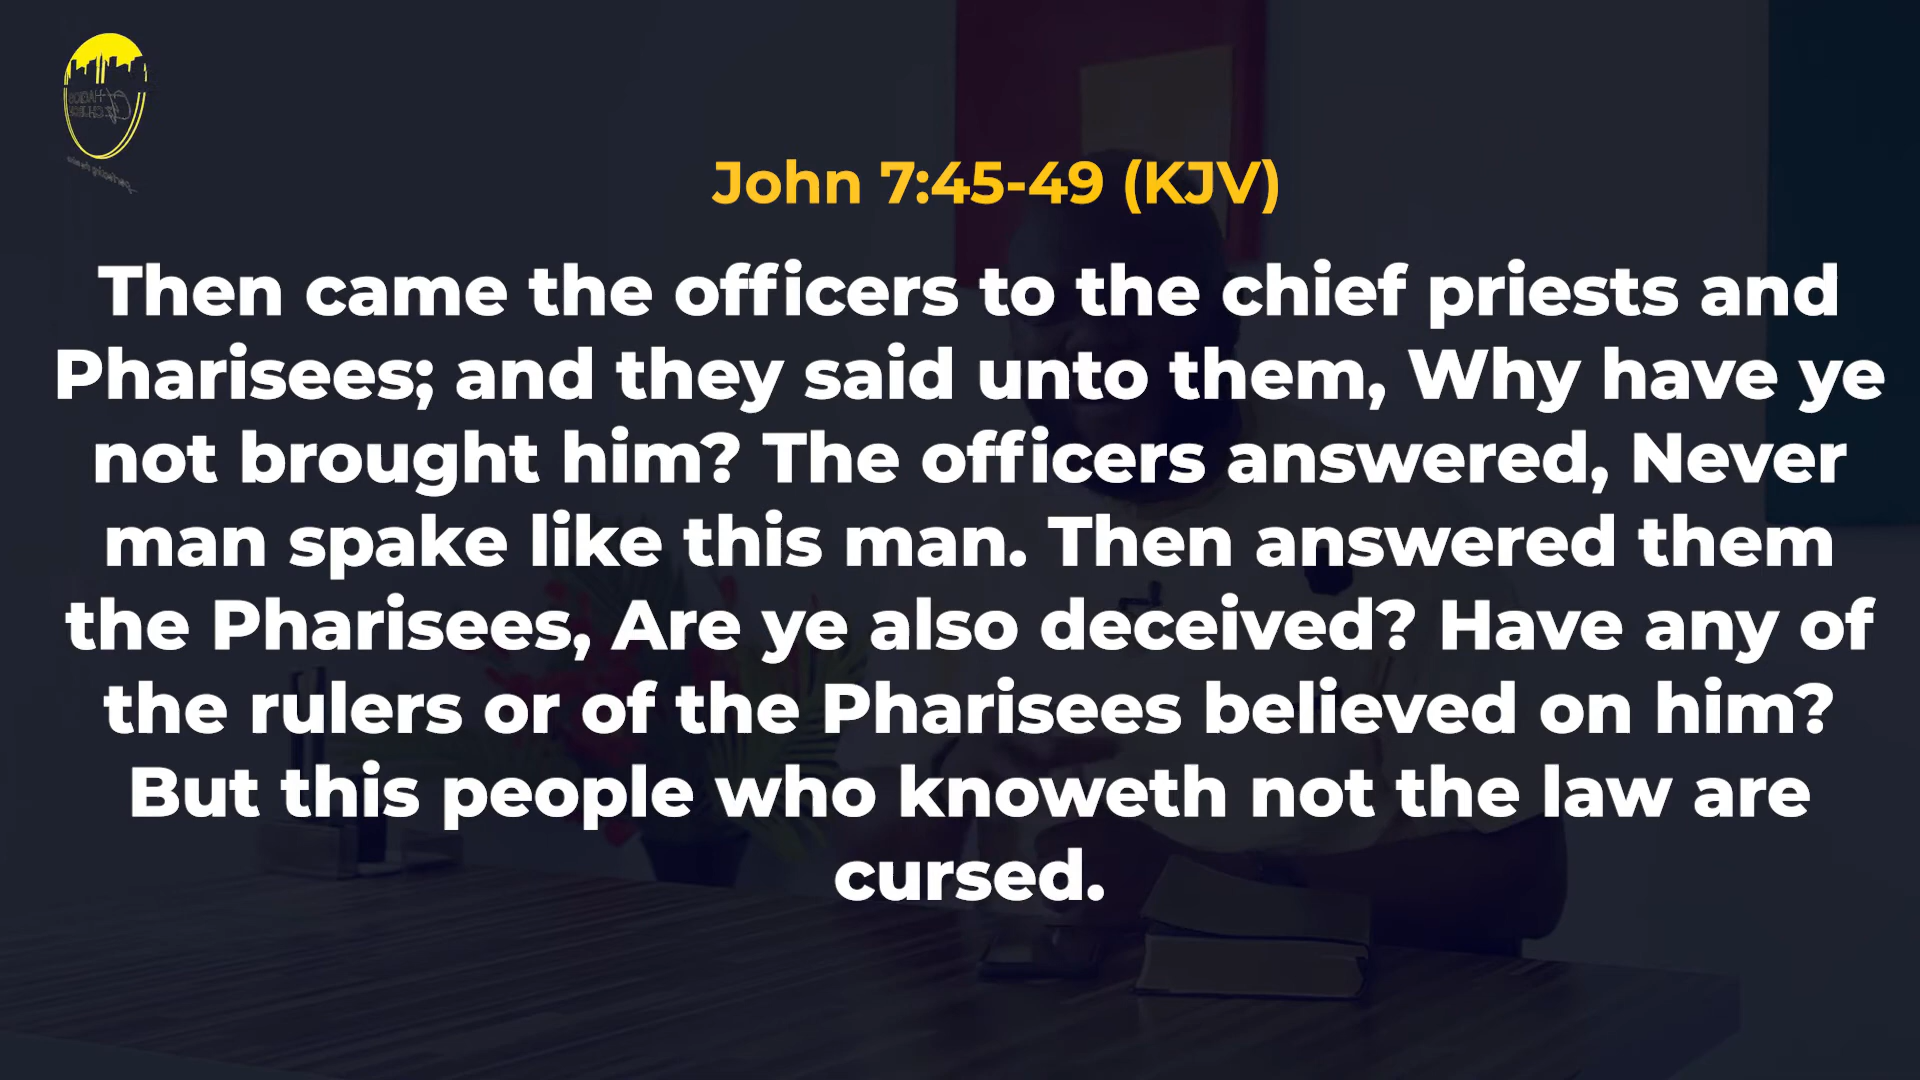 John 7:45-49 (KJV)
Then came the officers to the chief priests and
Pharisees; and they said unto them, Why have ye
not brought him? The officers answered, Never
man spake like this man. Then answered them
the Pharisees, Are ye also deceived? Have any of
the rulers or of the Pharisees believed on him?
But this people who knoweth not the law are
cursed.